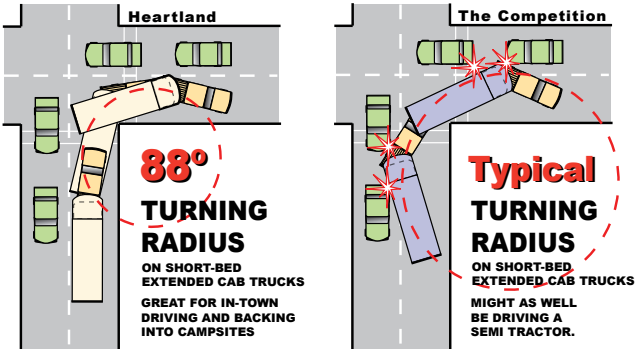 Heartland
88º
TURNING
RADIUS
ON SHORT-BED
EXTENDED CAB TRUCKS
GREAT FOR IN-TOWN
DRIVING AND BACKING
INTO CAMPSITES
The Competition
Typical
TURNING
RADIUS
ON SHORT-BED
EXTENDED CAB TRUCKS
MIGHT AS WELL
BE DRIVING A
SEMI TRACTOR.